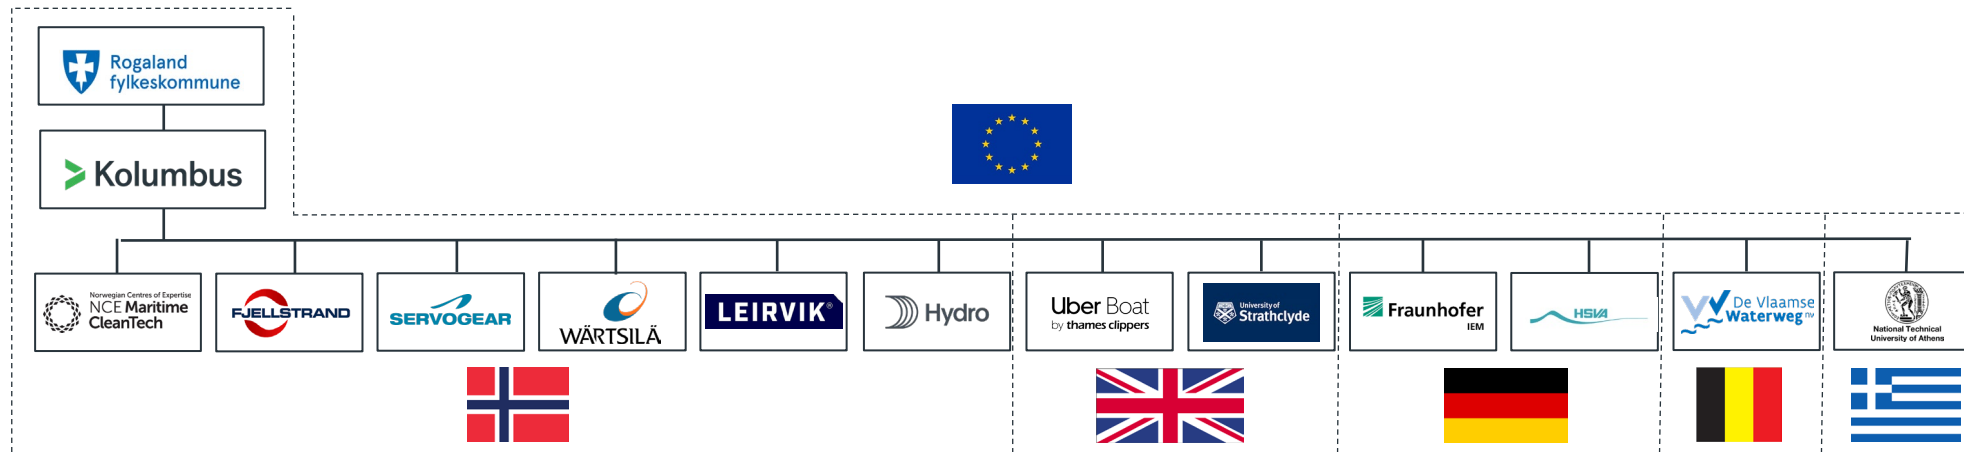 Rogaland
fylkeskommune
Kolumbus
Norwegian Centres of Expertise
NCE Maritime
CleanTech
FJELLSTRAND
SERVOGEAR
WÄRTSILÄ
LEIRVIK®
Hydro
Uber Boat
by thames clippers
University of
Strathclyde
Fraunhofer
IEM
HSVA
De Vlaamse
Waterweg nv
National Technical
University of Athens